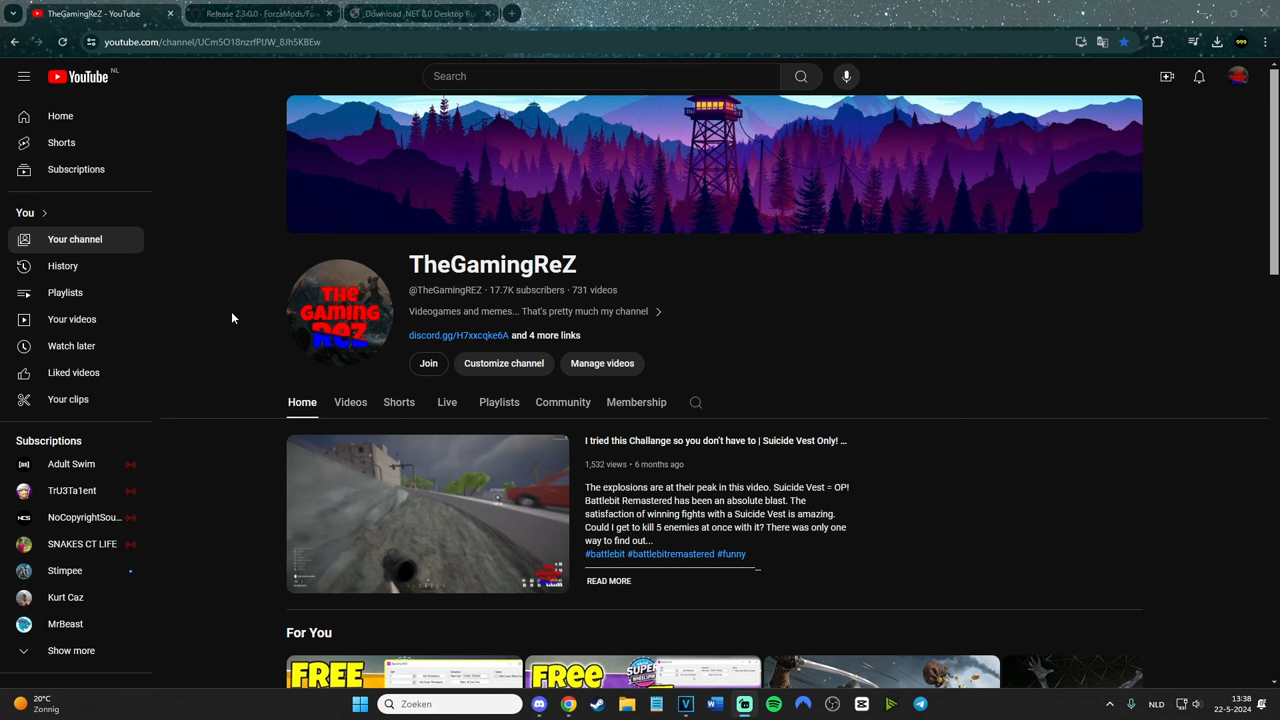 TheGamingReZ - YouTube
Release 2.3.0.0 · ForzaMods/
Download .NET 8.0 Desktop Ru
youtube.com/channel/UCm5O18nzrfPlJW_8Jh5KBEw
YouTube NL
Search
Home
Shorts
Subscriptions
You
Your channel
History
Playlists
Your videos
Watch later
Liked videos
Your clips
Subscriptions
Adult Swim
TrU3Ta1ent
NoCopyrightSou...
SNAKES CT LIFE
Stimpee
Kurt Caz
MrBeast
Show more
THE
GAMING
REZ
TheGamingReZ
@TheGamingREZ · 17.7K subscribers · 731 videos
Videogames and memes... That's pretty much my channel
discord.gg/H7xxcqke6A and 4 more links
Join
Customize channel
Manage videos
Home
Videos
Shorts
Live
Playlists
Community
Membership
I tried this Challange so you don't have to | Suicide Vest Only! ...
1,532 views • 6 months ago
The explosions are at their peak in this video. Suicide Vest = OP!
Battlebit Remastered has been an absolute blast. The
satisfaction of winning fights with a Suicide Vest is amazing.
Could I get to kill 5 enemies at once with it? There was only one
way to find out...
#battlebit #battlebitremastered #funny
READ MORE
For You
FREE
FREE
SUPER
20°C
Zonnig
Zoeken
NLD
13:38
22-5-2024